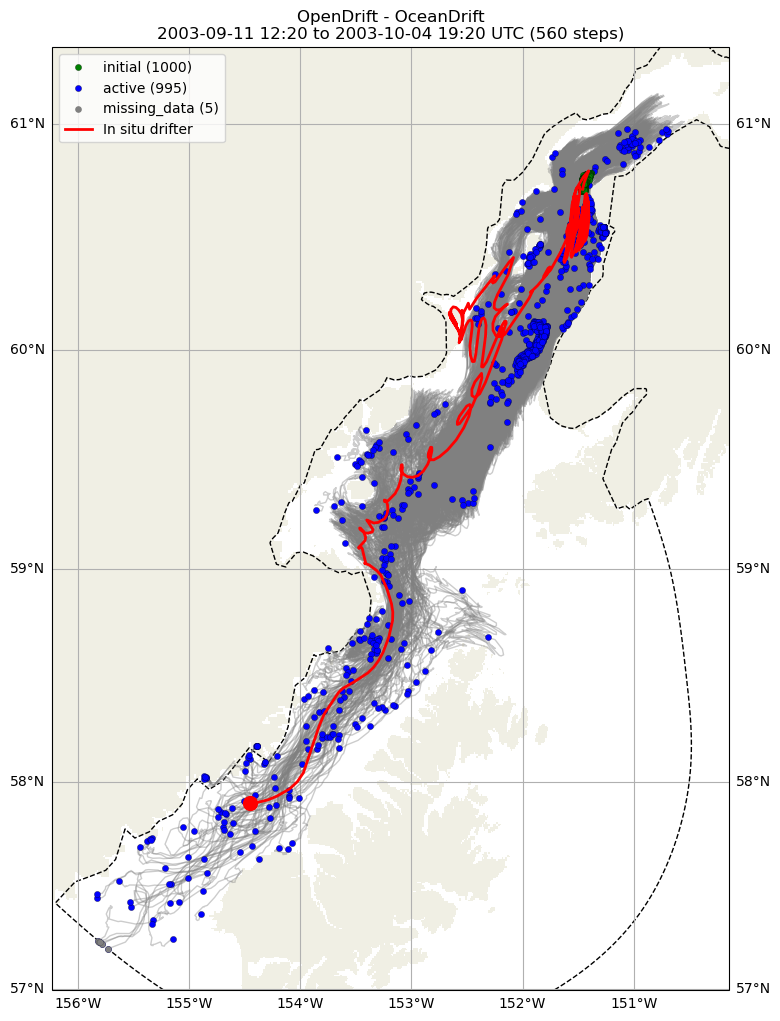 OpenDrift - OceanDrift
2003-09-11 12:20 to 2003-10-04 19:20 UTC (560 steps)
initial (1000)
active (995)
missing_data (5)
In situ drifter
61°N 61°N
60°N 60°N
59°N 59°N
58°N 58°N
57°N 57°N
156°W 155°W 154°W 153°W 152°W 151°W